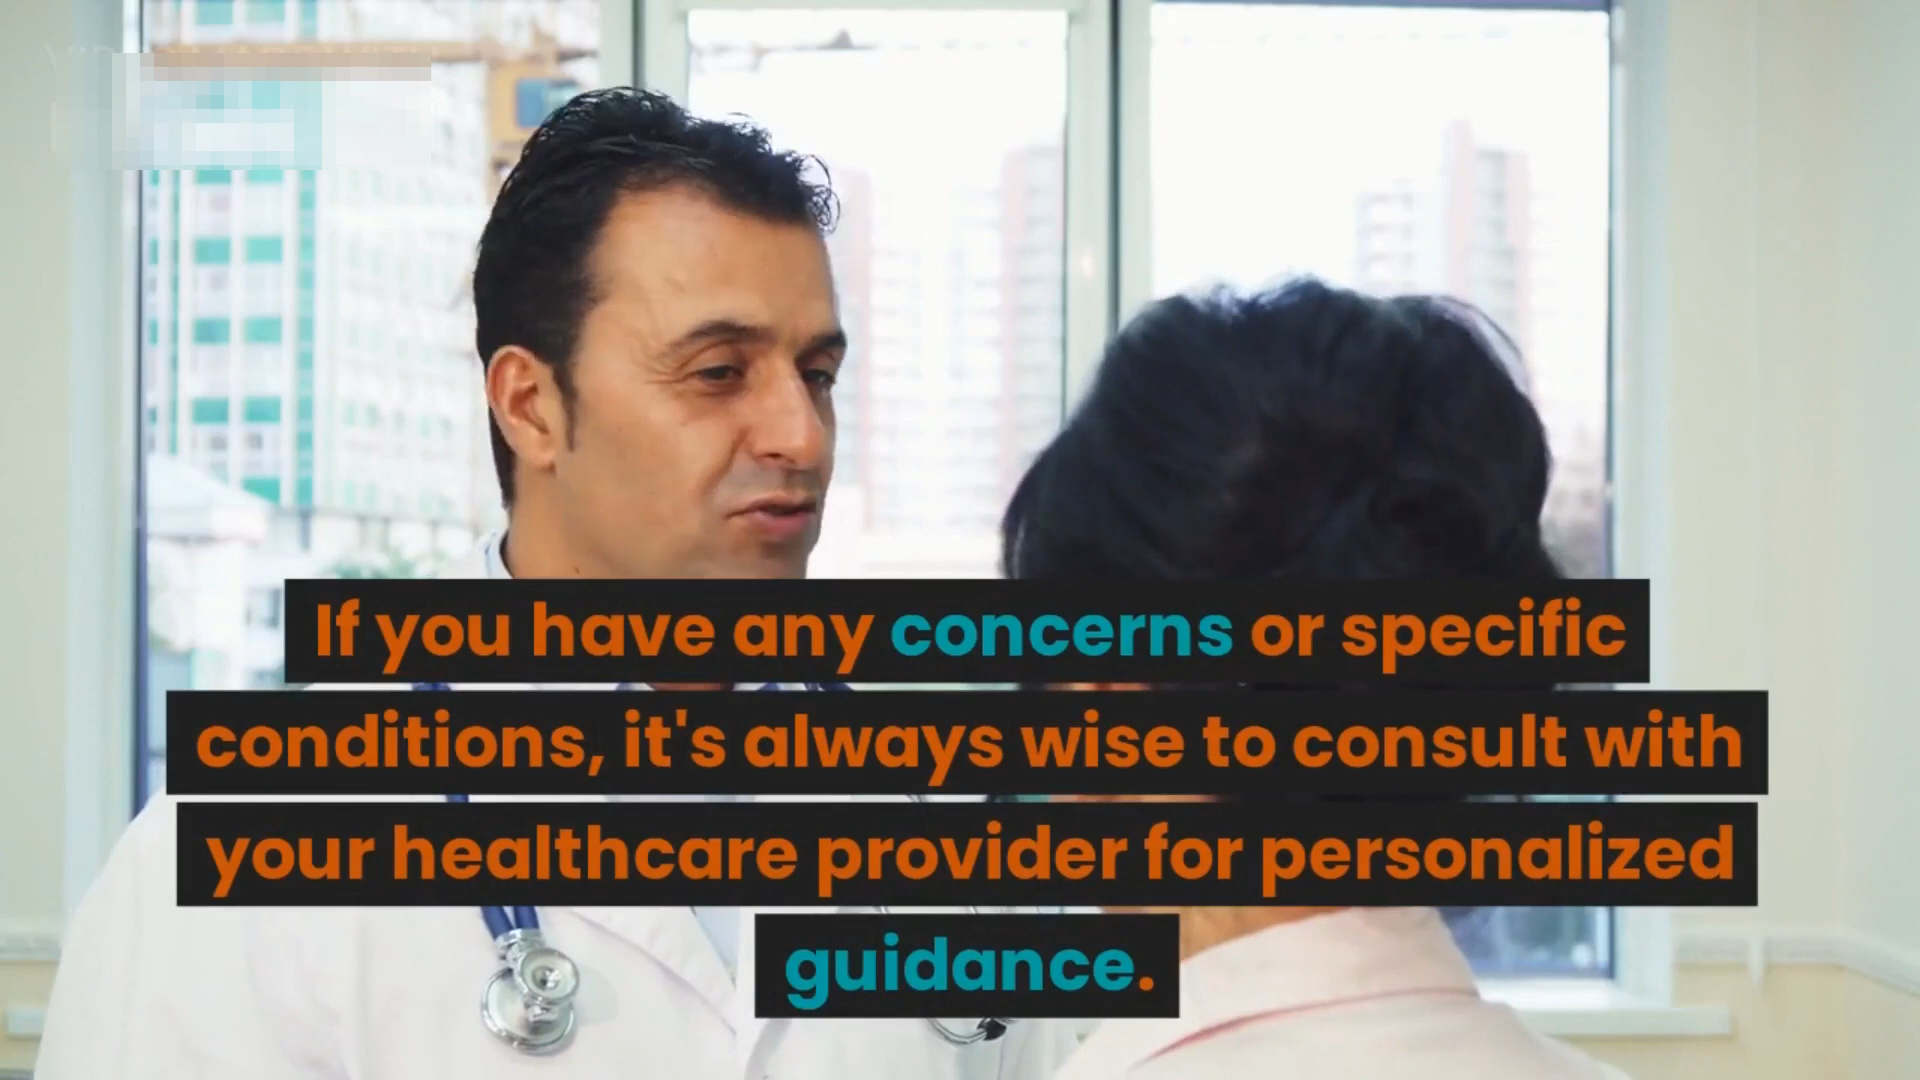 If you have any concerns or specific
conditions, it's always wise to consult with
your healthcare provider for personalized
guidance.